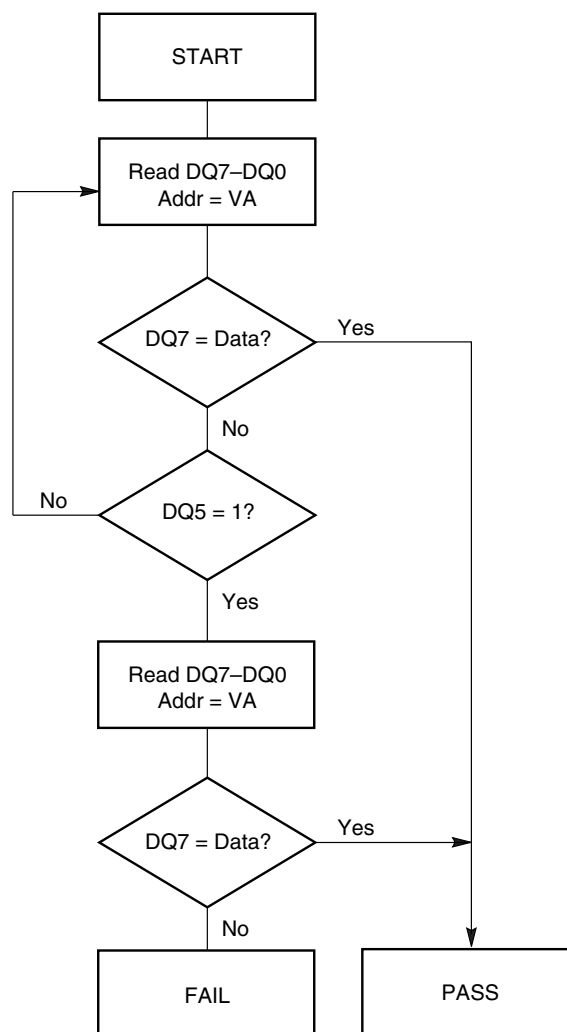 START
Read DQ7–DQ0
Addr = VA
DQ7 = Data?
Yes
No
DQ5 = 1?
No
Yes
Read DQ7–DQ0
Addr = VA
DQ7 = Data?
Yes
No
FAIL
PASS